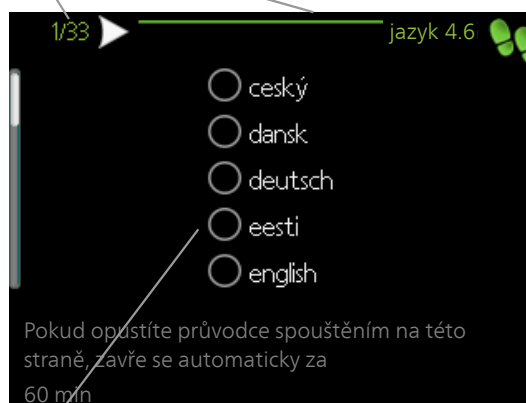 1/33
jazyk 4.6
ceský
dansk
deutsch
eesti
english
Pokud opustíte průvodce spouštěním na této
straně, zavře se automaticky za
60 min